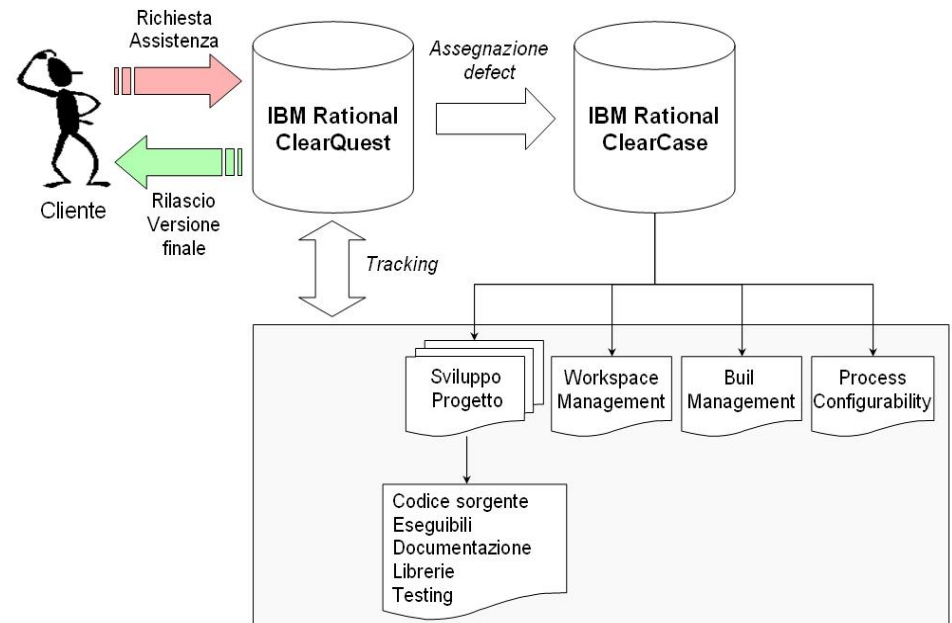 Richiesta
Assistenza
IBM Rational
ClearQuest
Assegnazione
defect
IBM Rational
ClearCase
Cliente
Rilascio
Versione
finale
Tracking
Sviluppo
Progetto
Workspace
Management
Buil
Management
Process
Configurability
Codice sorgente
Eseguibili
Documentazione
Librerie
Testing